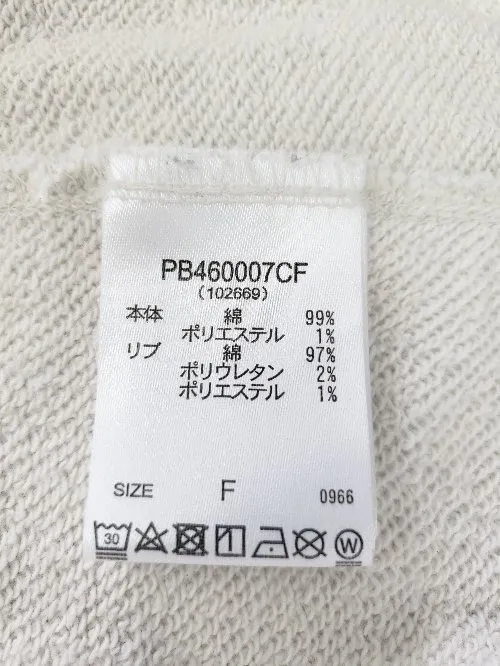 PB460007CF
(102669)
本体 綿 99%
ポリエステル 1%
リブ 綿 97%
ポリウレタン 2%
ポリエステル 1%
SIZE F 0966
30 W